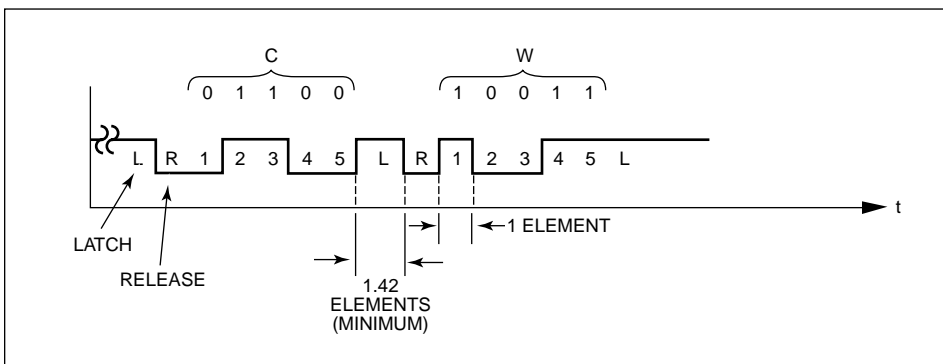 C W
0 1 1 0 0 1 0 0 1 1
L R 1 2 3 4 5 L R 1 2 3 4 5 L
t
1 ELEMENT
LATCH
RELEASE
1.42
ELEMENTS
(MINIMUM)